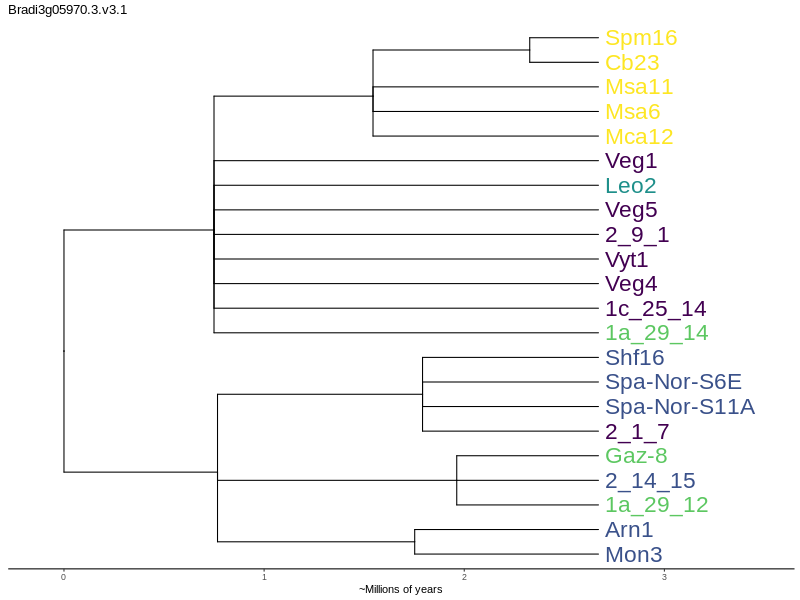 Bradi3g05970.3.v3.1
Spm16
Cb23
Msa11
Msa6
Mca12
Veg1
Leo2
Veg5
2_9_1
Vyt1
Veg4
1c_25_14
1a_29_14
Shf16
Spa-Nor-S6E
Spa-Nor-S11A
2_1_7
Gaz-8
2_14_15
1a_29_12
Arn1
Mon3
0 1 2 3
~Millions of years